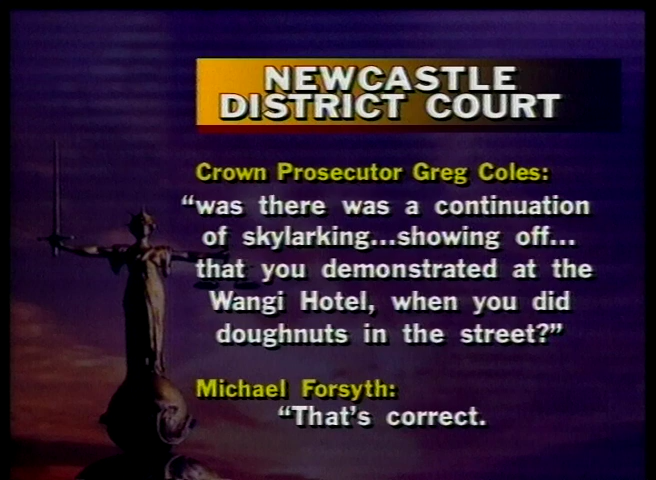 NEWCASTLE
DISTRICT COURT
Crown Prosecutor Greg Coles:
“was there was a continuation
of skylarking...showing off...
that you demonstrated at the
Wangi Hotel, when you did
doughnuts in the street?”
Michael Forsyth:
“That's correct.